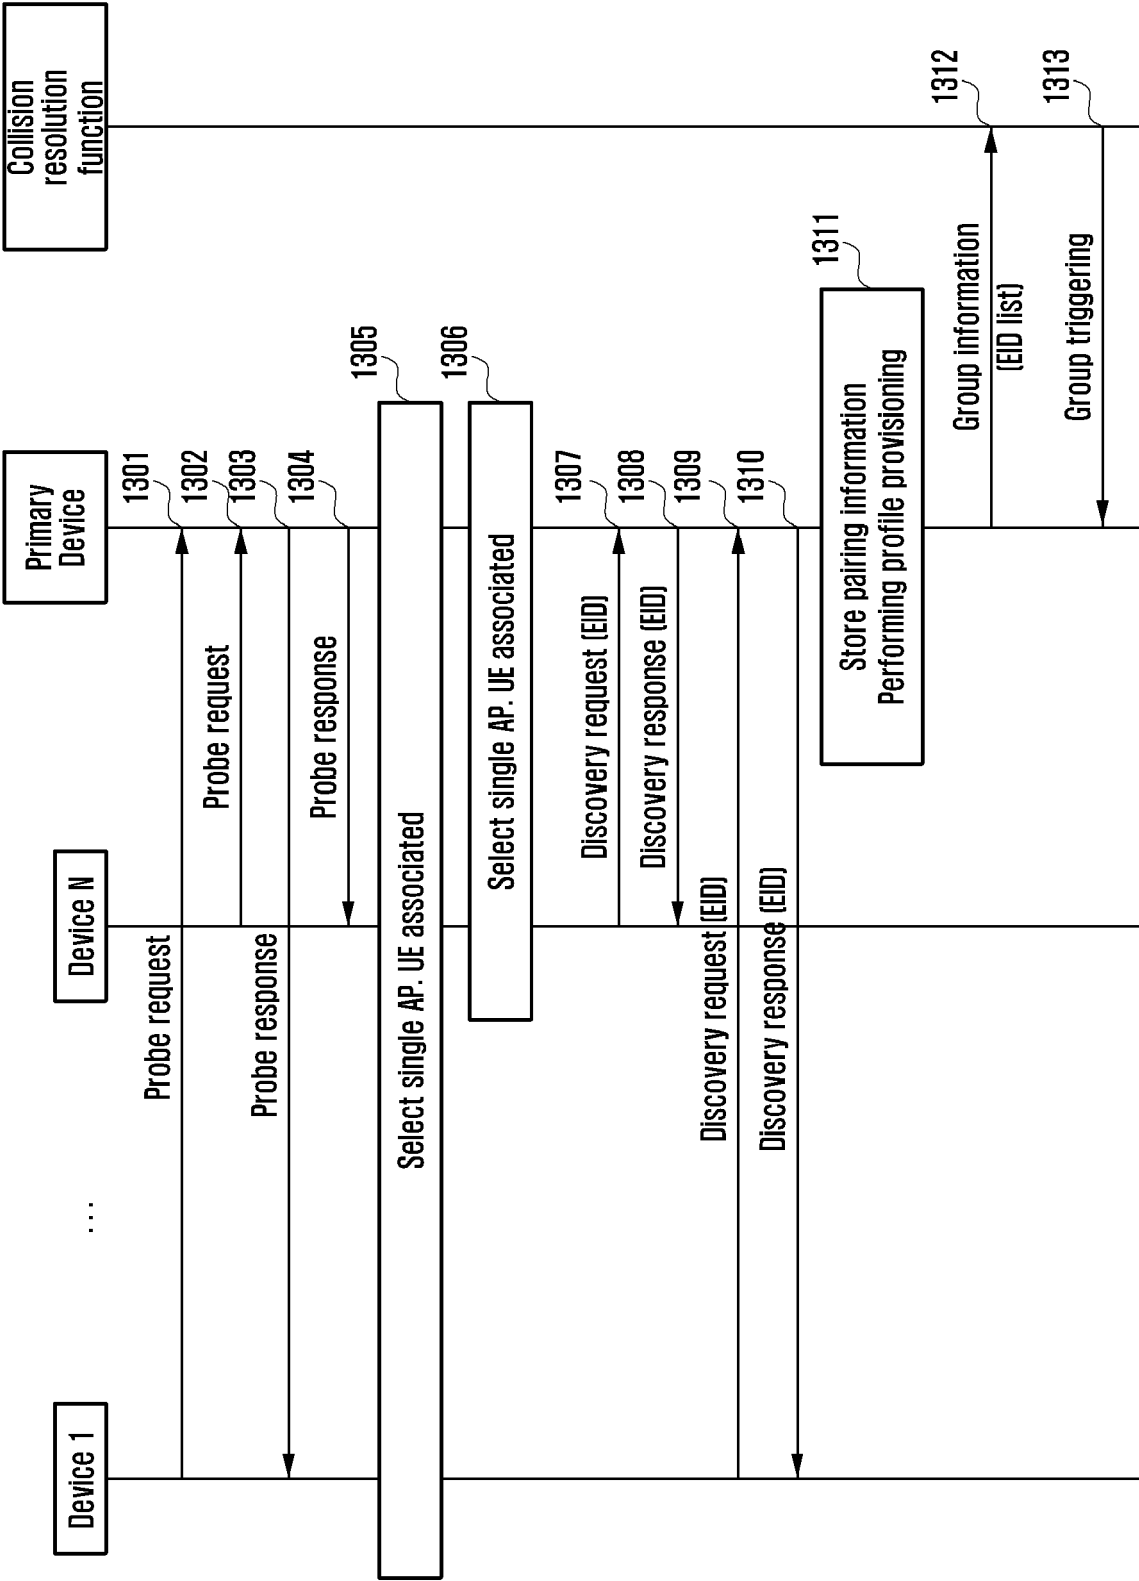 Device 1
...
Device N
Primary
Device
Collision
resolution
function
Probe request
1301
Probe request
1302
Probe response
1303
Probe response
1304
Select single AP. UE associated
1305
Select single AP. UE associated
1306
Discovery request (EID)
1307
Discovery response (EID)
1308
Discovery request (EID)
1309
Discovery response (EID)
1310
Store pairing information
Performing profile provisioning
1311
Group information
(EID list)
1312
Group triggering
1313